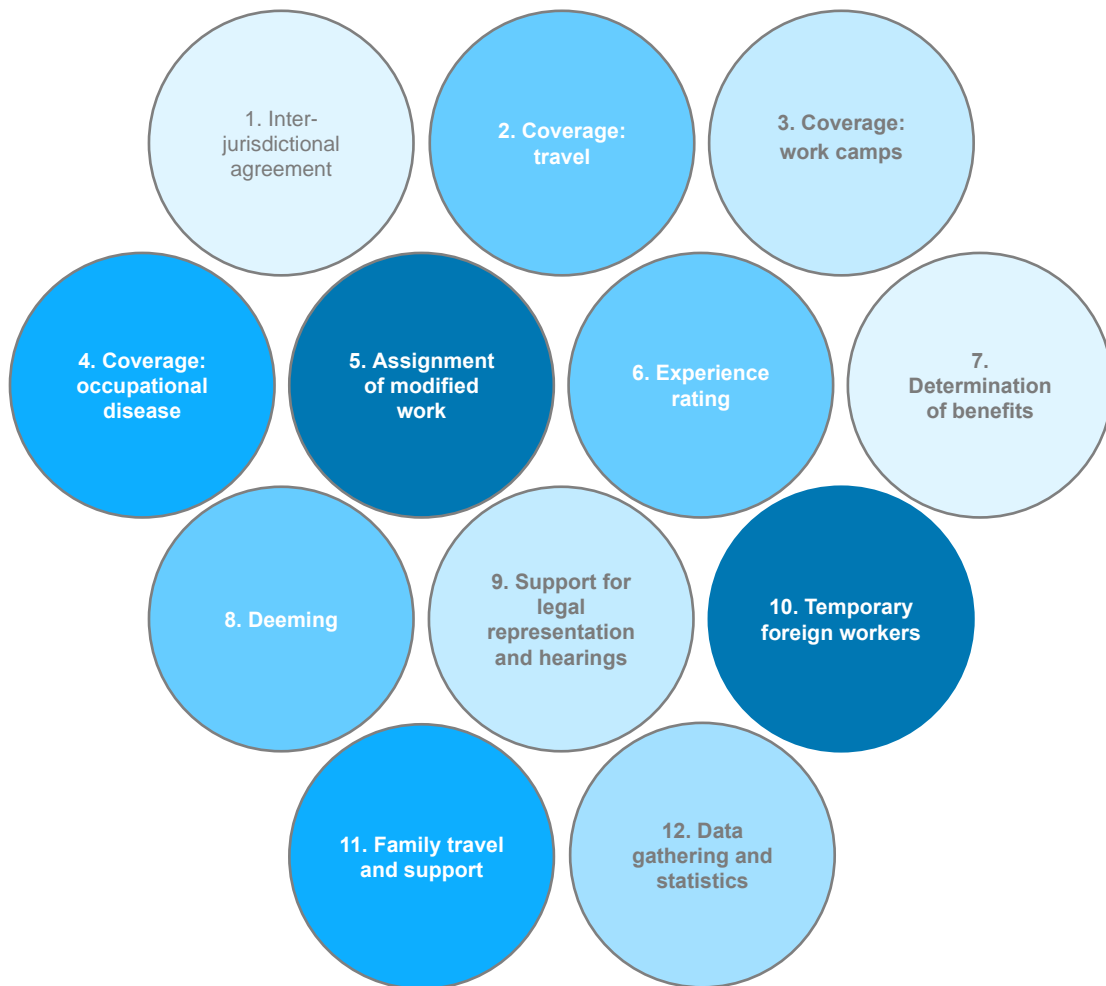 1. Inter-
jurisdictional
agreement
2. Coverage:
travel
3. Coverage:
work camps
4. Coverage:
occupational
disease
5. Assignment
of modified
work
6. Experience
rating
7.
Determination
of benefits
8. Deeming
9. Support for
legal
representation
and hearings
10. Temporary
foreign workers
11. Family travel
and support
12. Data
gathering and
statistics